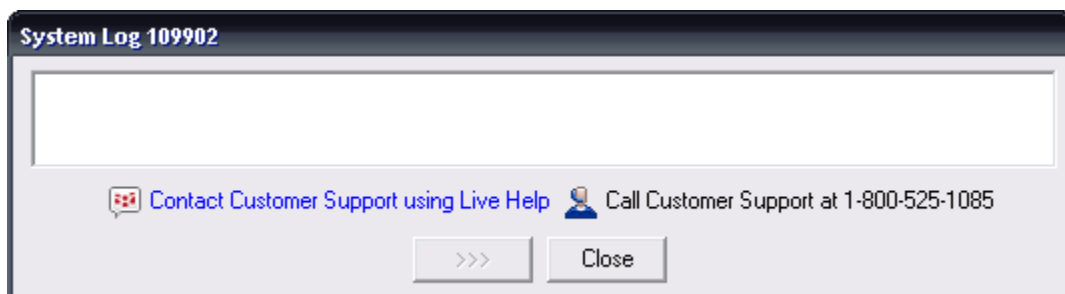 System Log 109902
Contact Customer Support using Live Help Call Customer Support at 1-800-525-1085
>>> Close